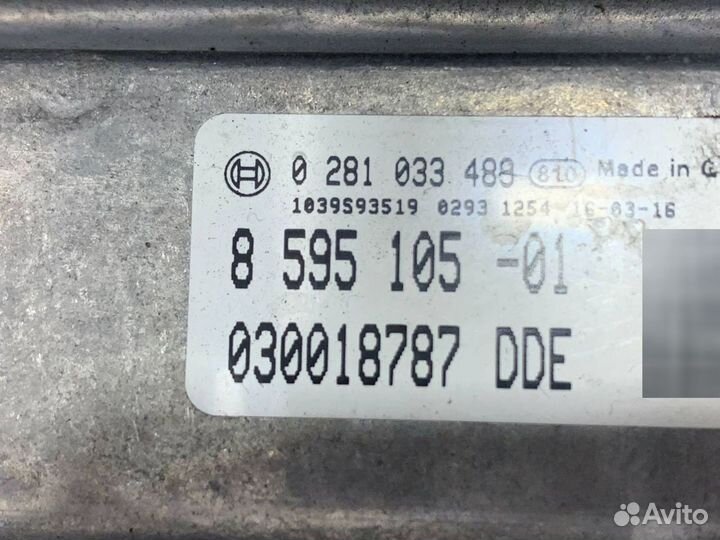 0 281 033 488 810 Made in G
1039S93519 0293 1254 16-03-16
8 595 105 -01
030018787 DDE
Avito